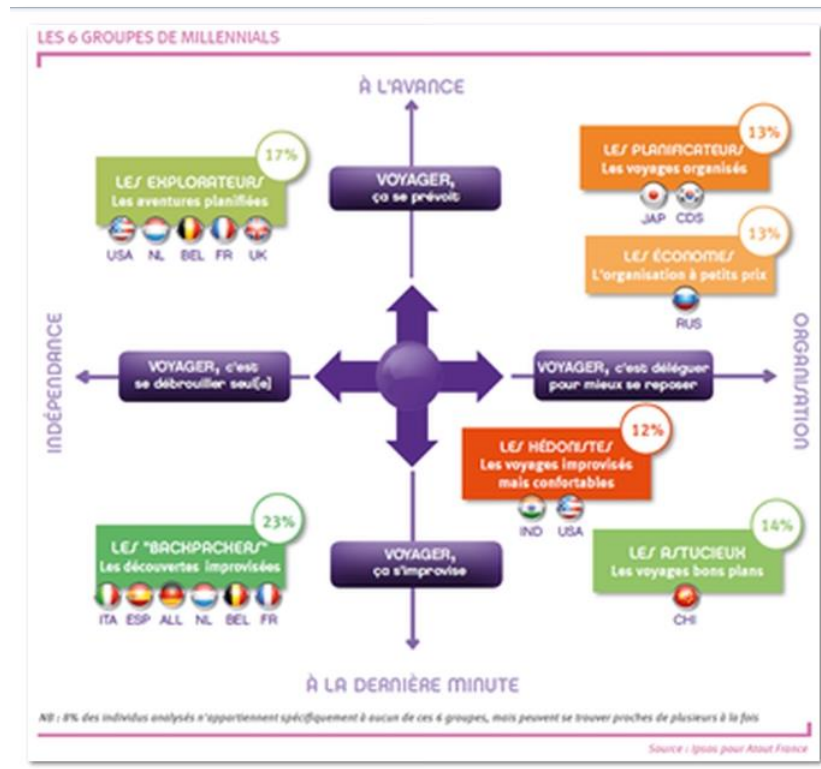 LES 6 GROUPES DE MILLENNIALS
À L'AVANCE
17%
LES EXPLORATEURS
Les aventures planifiées
USA NL BEL FR UK
VOYAGER,
ça se prévoit
13%
LES PLANIFICATEURS
Les voyages organisés
JAP CDS
13%
LES ÉCONOMES
L'organisation à petits prix
RUS
INDÉPENDANCE
VOYAGER, c'est
se débrouiller seul[e]
VOYAGER, c'est déléguer
pour mieux se reposer
ORGANISATION
12%
LES HÉDONISTES
Les voyages improvisés
mais confortables
IND USA
23%
LES "BACKPACKERS"
Les découvertes improvisées
ITA ESP ALL NL BEL FR
VOYAGER,
ça s'improvise
14%
LES ASTUCIEUX
Les voyages bons plans
CHI
À LA DERNIÈRE MINUTE
NB : 8% des individus analysés n'appartiennent spécifiquement à aucun de ces 6 groupes, mais peuvent se trouver proches de plusieurs à la fois
Source : Ipsos pour Atout France